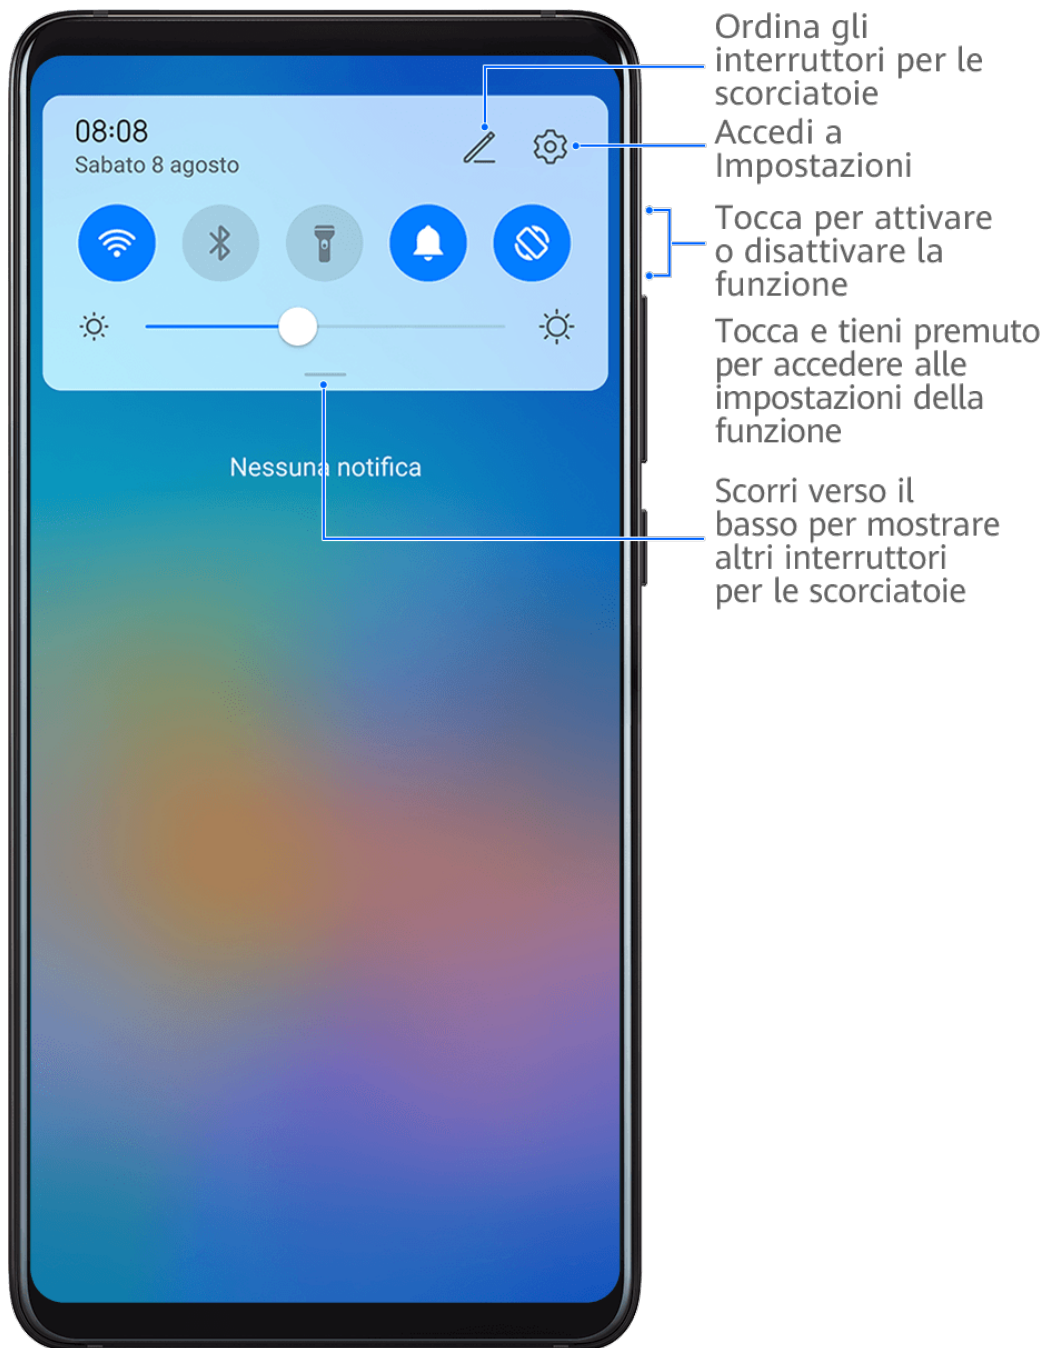 Ordina gli
interruttori per le
scorciatoie
Accedi a
Impostazioni
08:08
Sabato 8 agosto
Tocca per attivare
o disattivare la
funzione
Tocca e tieni premuto
per accedere alle
impostazioni della
funzione
Nessuna notifica
Scorri verso il
basso per mostrare
altri interruttori
per le scorciatoie